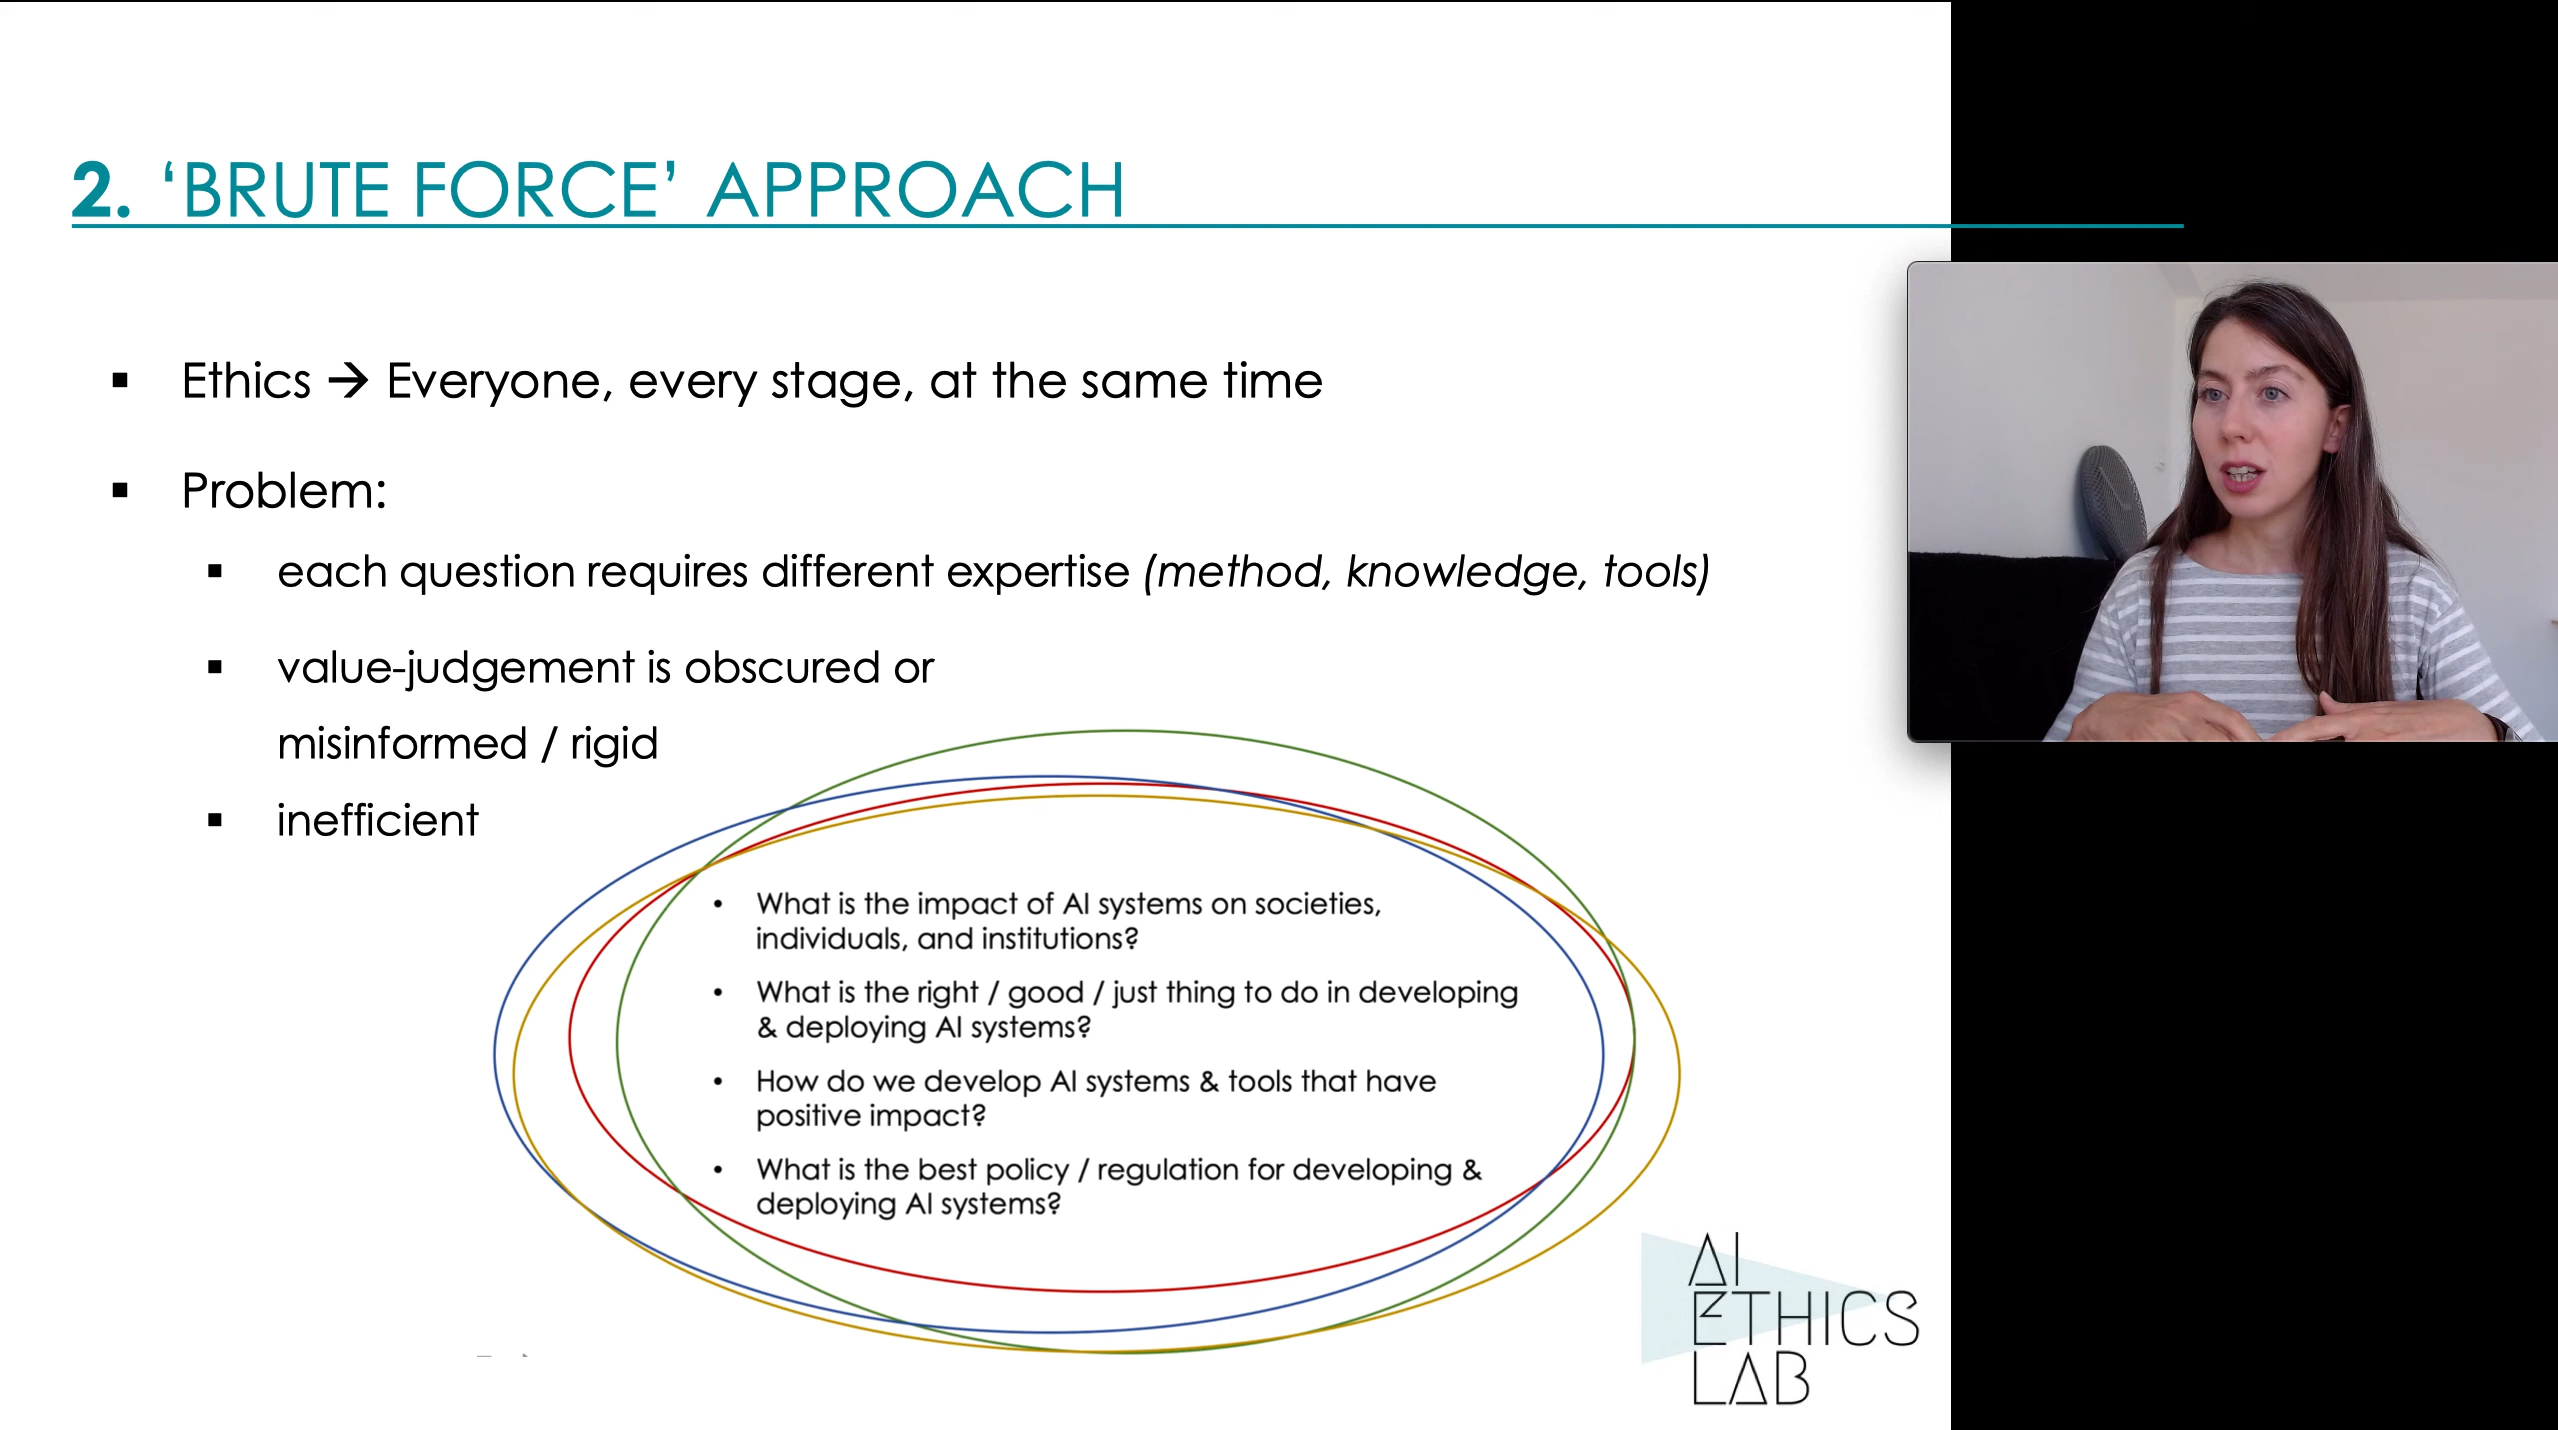 2. ‘BRUTE FORCE’ APPROACH
▪ Ethics → Everyone, every stage, at the same time
▪ Problem:
▪ each question requires different expertise (method, knowledge, tools)
▪ value-judgement is obscured or
misinformed / rigid
▪ inefficient
• What is the impact of AI systems on societies,
individuals, and institutions?
• What is the right / good / just thing to do in developing
& deploying AI systems?
• How do we develop AI systems & tools that have
positive impact?
• What is the best policy / regulation for developing &
deploying AI systems?
AI
ETHICS
LAB